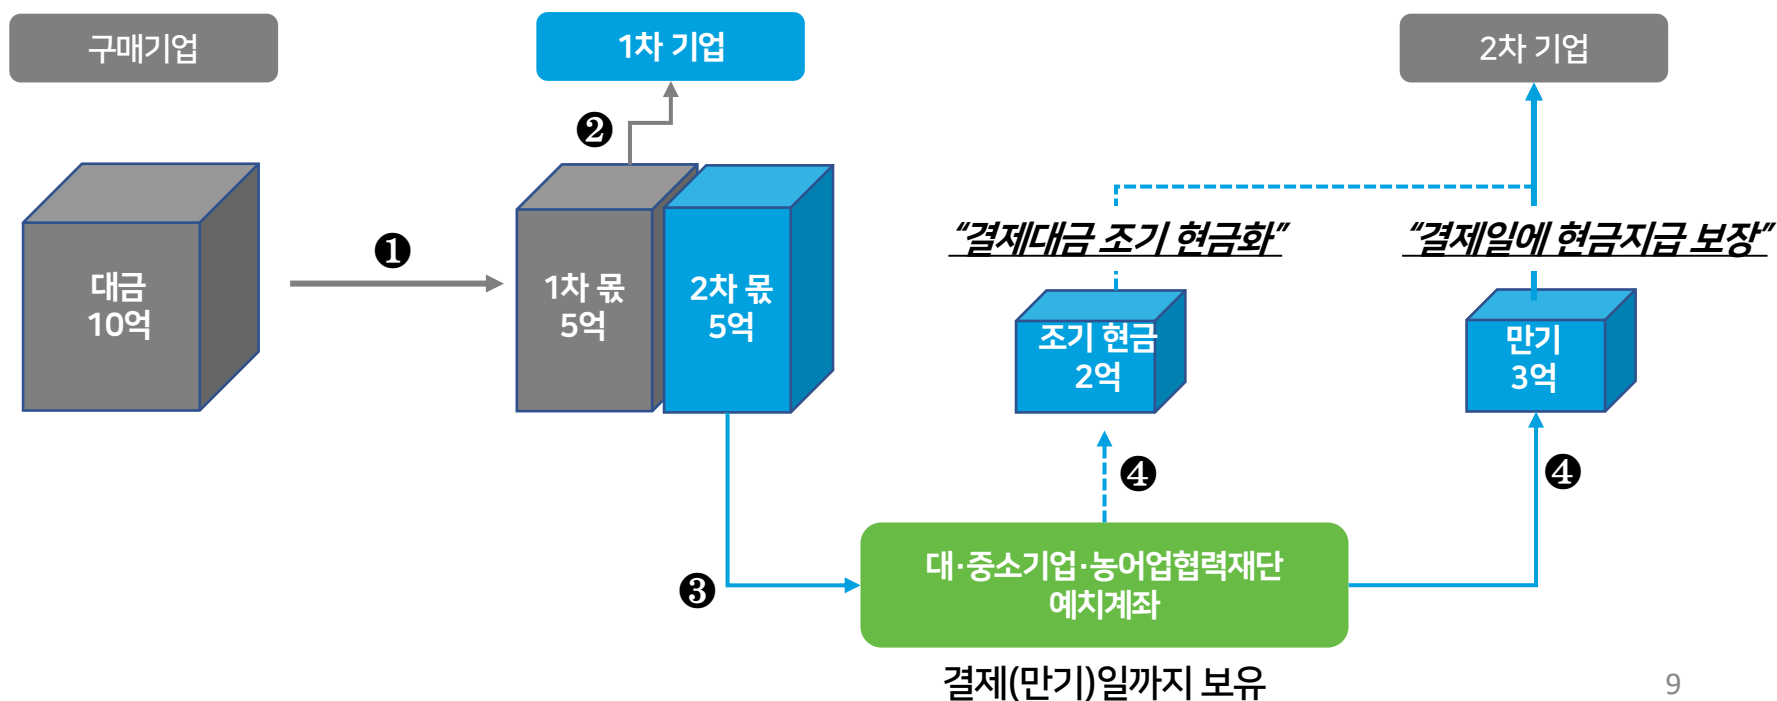 구매기업
1차 기업
2차 기업
❷
❶
대금
10억
1차 몫
5억
2차 몫
5억
“결제대금 조기 현금화”
“결제일에 현금지급 보장”
조기 현금
2억
만기
3억
❹
❹
❸
대·중소기업·농어업협력재단
예치계좌
결제(만기)일까지 보유
9